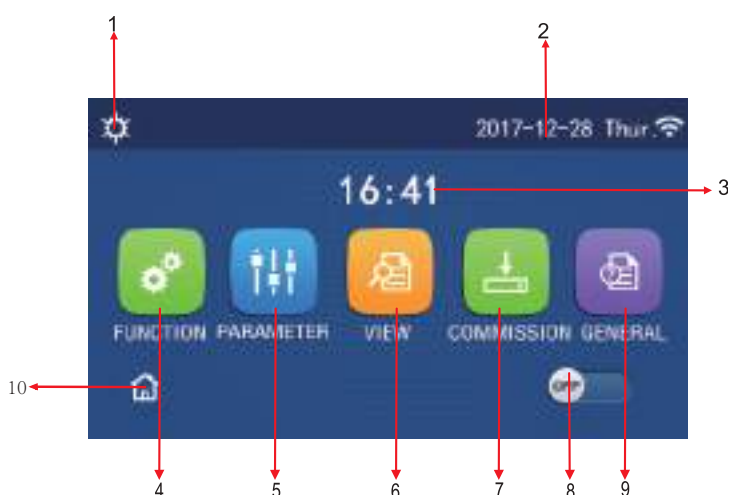 1
2
2017-12-28 Thur.
16:41
3
FUNCTION PARAMETER VIEW COMMISSION GENERAL
10
OFF
4 5 6 7 8 9